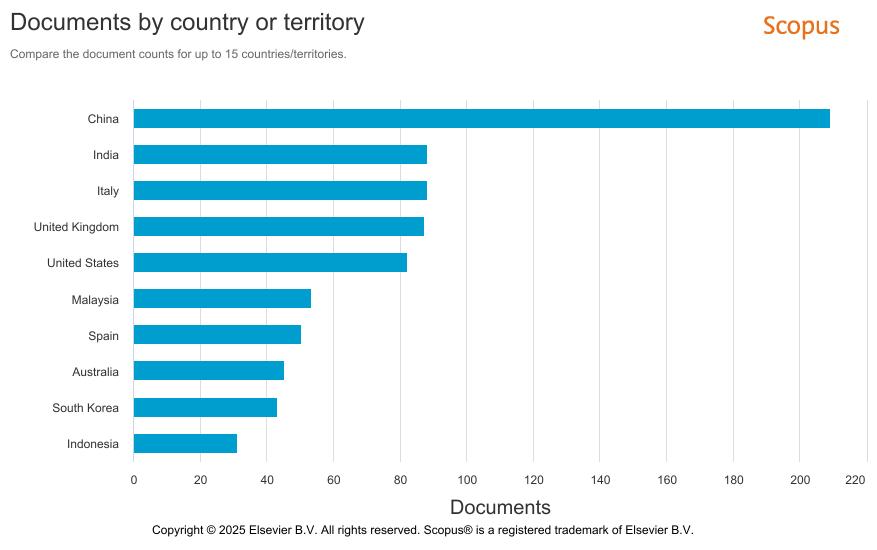 Documents by country or territory
Scopus
Compare the document counts for up to 15 countries/territories.
China
India
Italy
United Kingdom
United States
Malaysia
Spain
Australia
South Korea
Indonesia
0 20 40 60 80 100 120 140 160 180 200 220
Documents
Copyright © 2025 Elsevier B.V. All rights reserved. Scopus® is a registered trademark of Elsevier B.V.